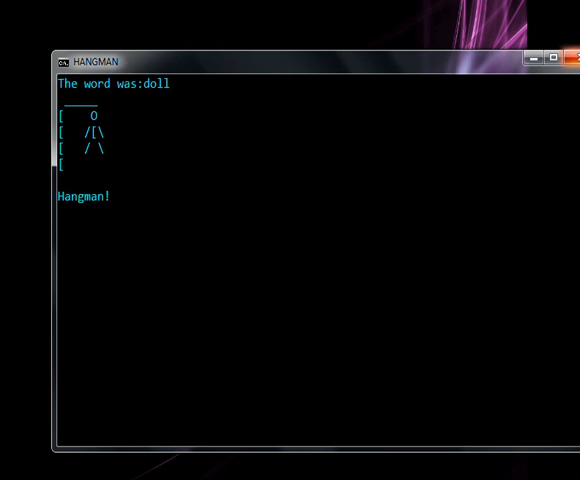 HANGMAN
The word was:doll
_____
[    O
[   /[\
[   / \
[
Hangman!